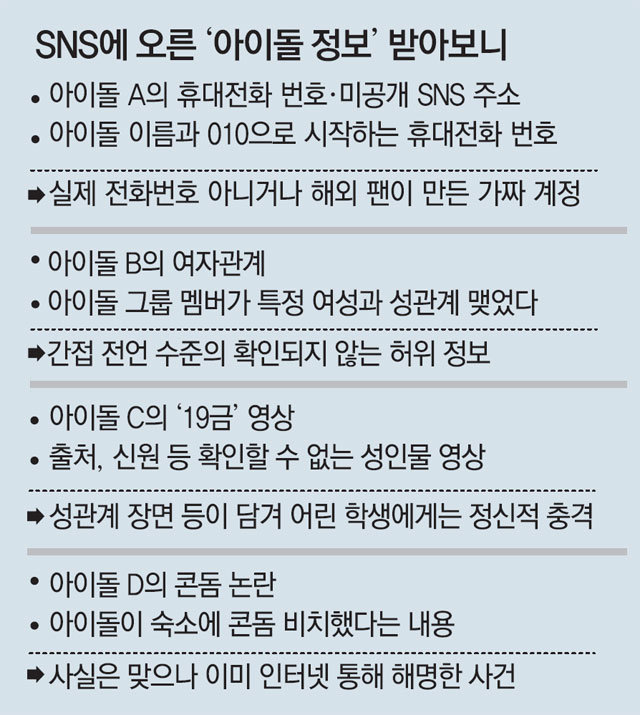 SNS에 오른 ‘아이돌 정보’ 받아보니
• 아이돌 A의 휴대전화 번호·미공개 SNS 주소
• 아이돌 이름과 010으로 시작하는 휴대전화 번호
➡실제 전화번호 아니거나 해외 팬이 만든 가짜 계정
• 아이돌 B의 여자관계
• 아이돌 그룹 멤버가 특정 여성과 성관계 맺었다
➡간접 전언 수준의 확인되지 않는 허위 정보
• 아이돌 C의 ‘19금’ 영상
• 출처, 신원 등 확인할 수 없는 성인물 영상
➡성관계 장면 등이 담겨 어린 학생에게는 정신적 충격
• 아이돌 D의 콘돔 논란
• 아이돌이 숙소에 콘돔 비치했다는 내용
➡사실은 맞으나 이미 인터넷 통해 해명한 사건